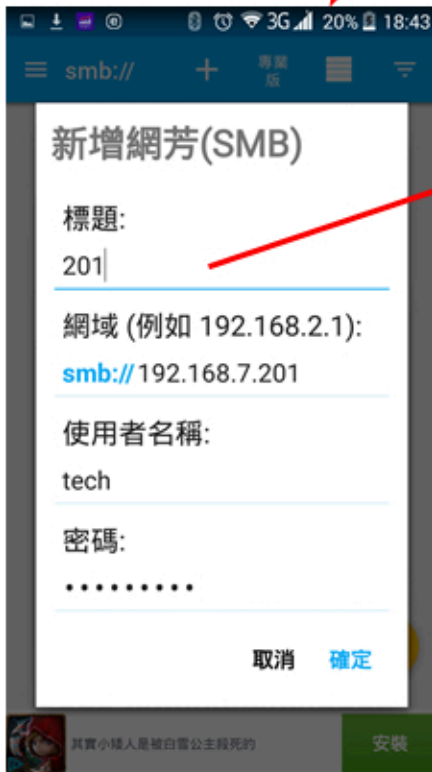 3G 20% 18:43
smb:// + 專業版
新增網芳(SMB)
標題:
201
網域 (例如 192.168.2.1):
smb://192.168.7.201
使用者名稱:
tech
密碼:
•••••••••
取消 確定
其實小矮人是被白雪公主殺死的 安裝